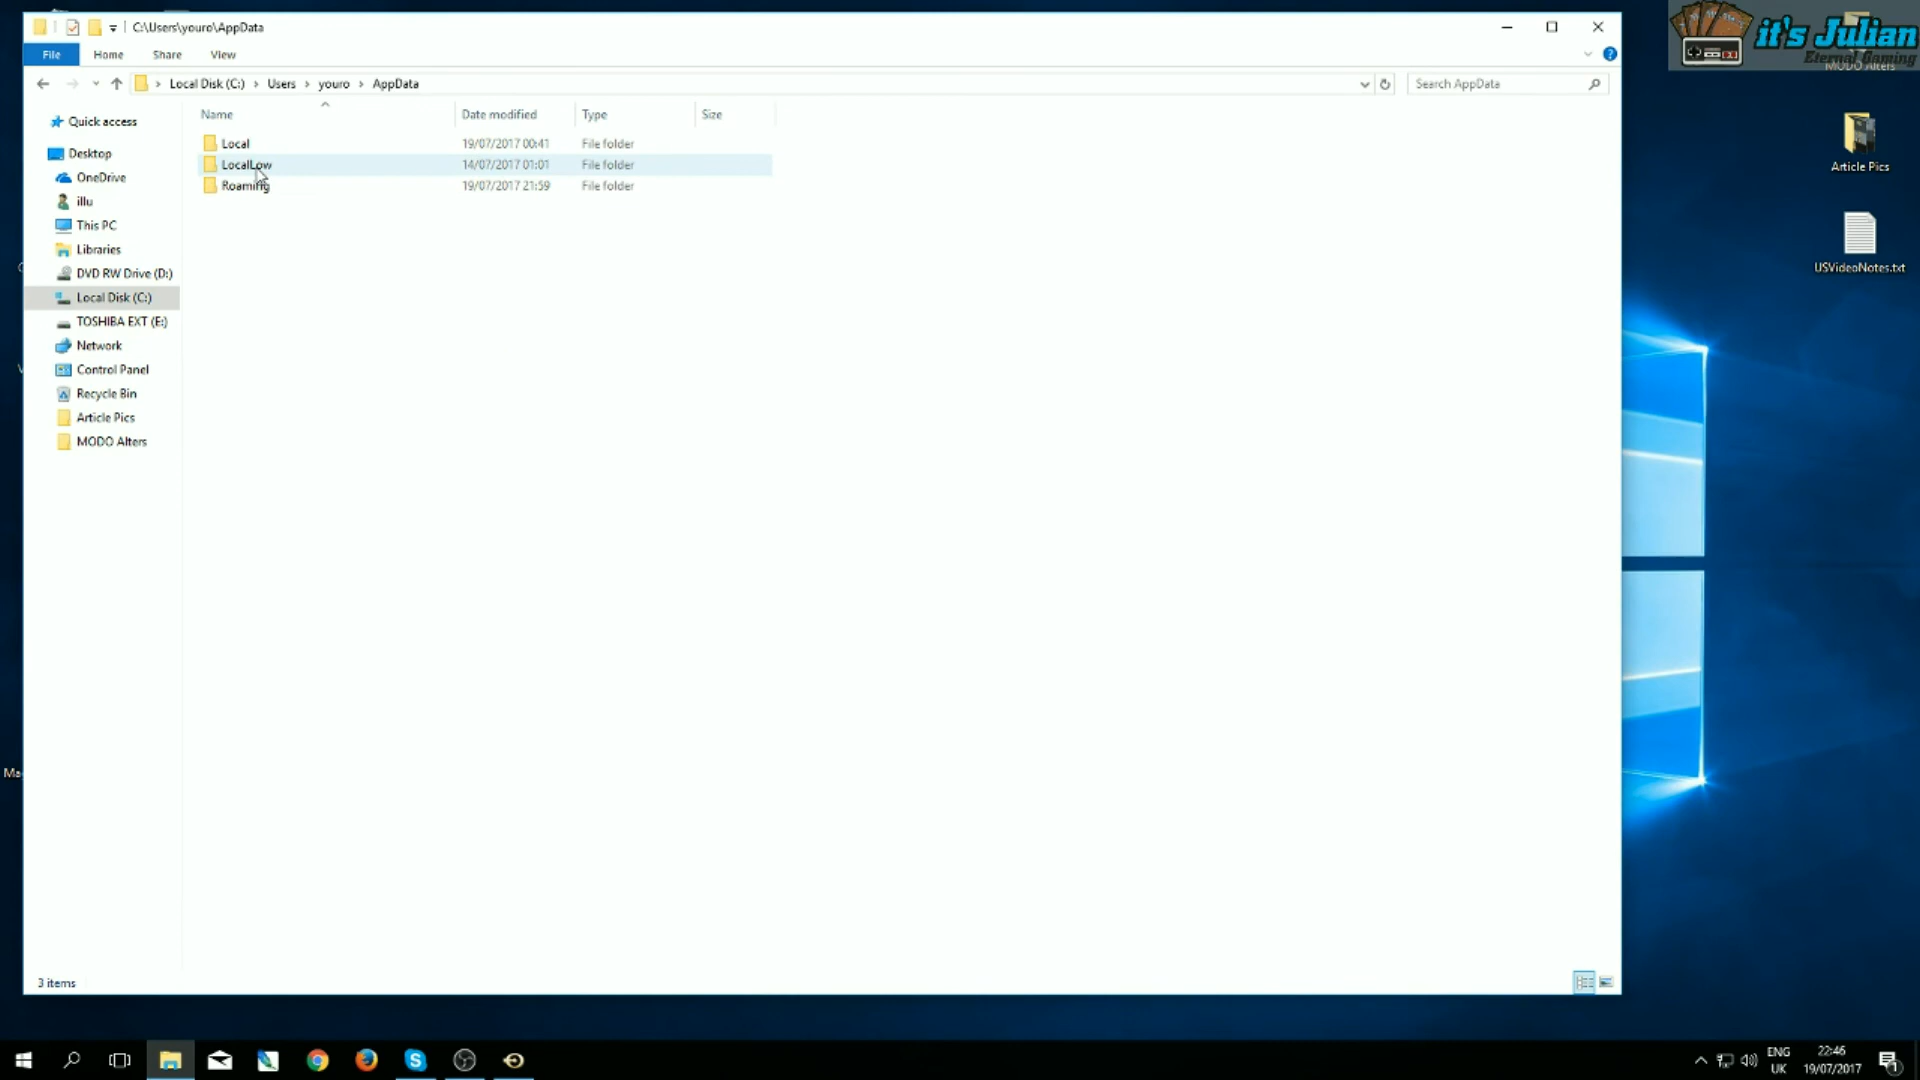 C:\Users\youro\AppData
File Home Share View
Local Disk (C:) Users youro AppData
Search AppData
Name Date modified Type Size
Local 19/07/2017 00:41 File folder
LocalLow 14/07/2017 01:01 File folder
Roaming 19/07/2017 21:59 File folder
Quick access
Desktop
OneDrive
illu
This PC
Libraries
DVD RW Drive (D:)
Local Disk (C:)
TOSHIBA EXT (E:)
Network
Control Panel
Recycle Bin
Article Pics
MODO Alters
3 items
it's Julian
Eternal Gaming
MODO Alters
Article Pics
USVideoNotes.txt
Ma
ENG
UK
22:46
19/07/2017
1